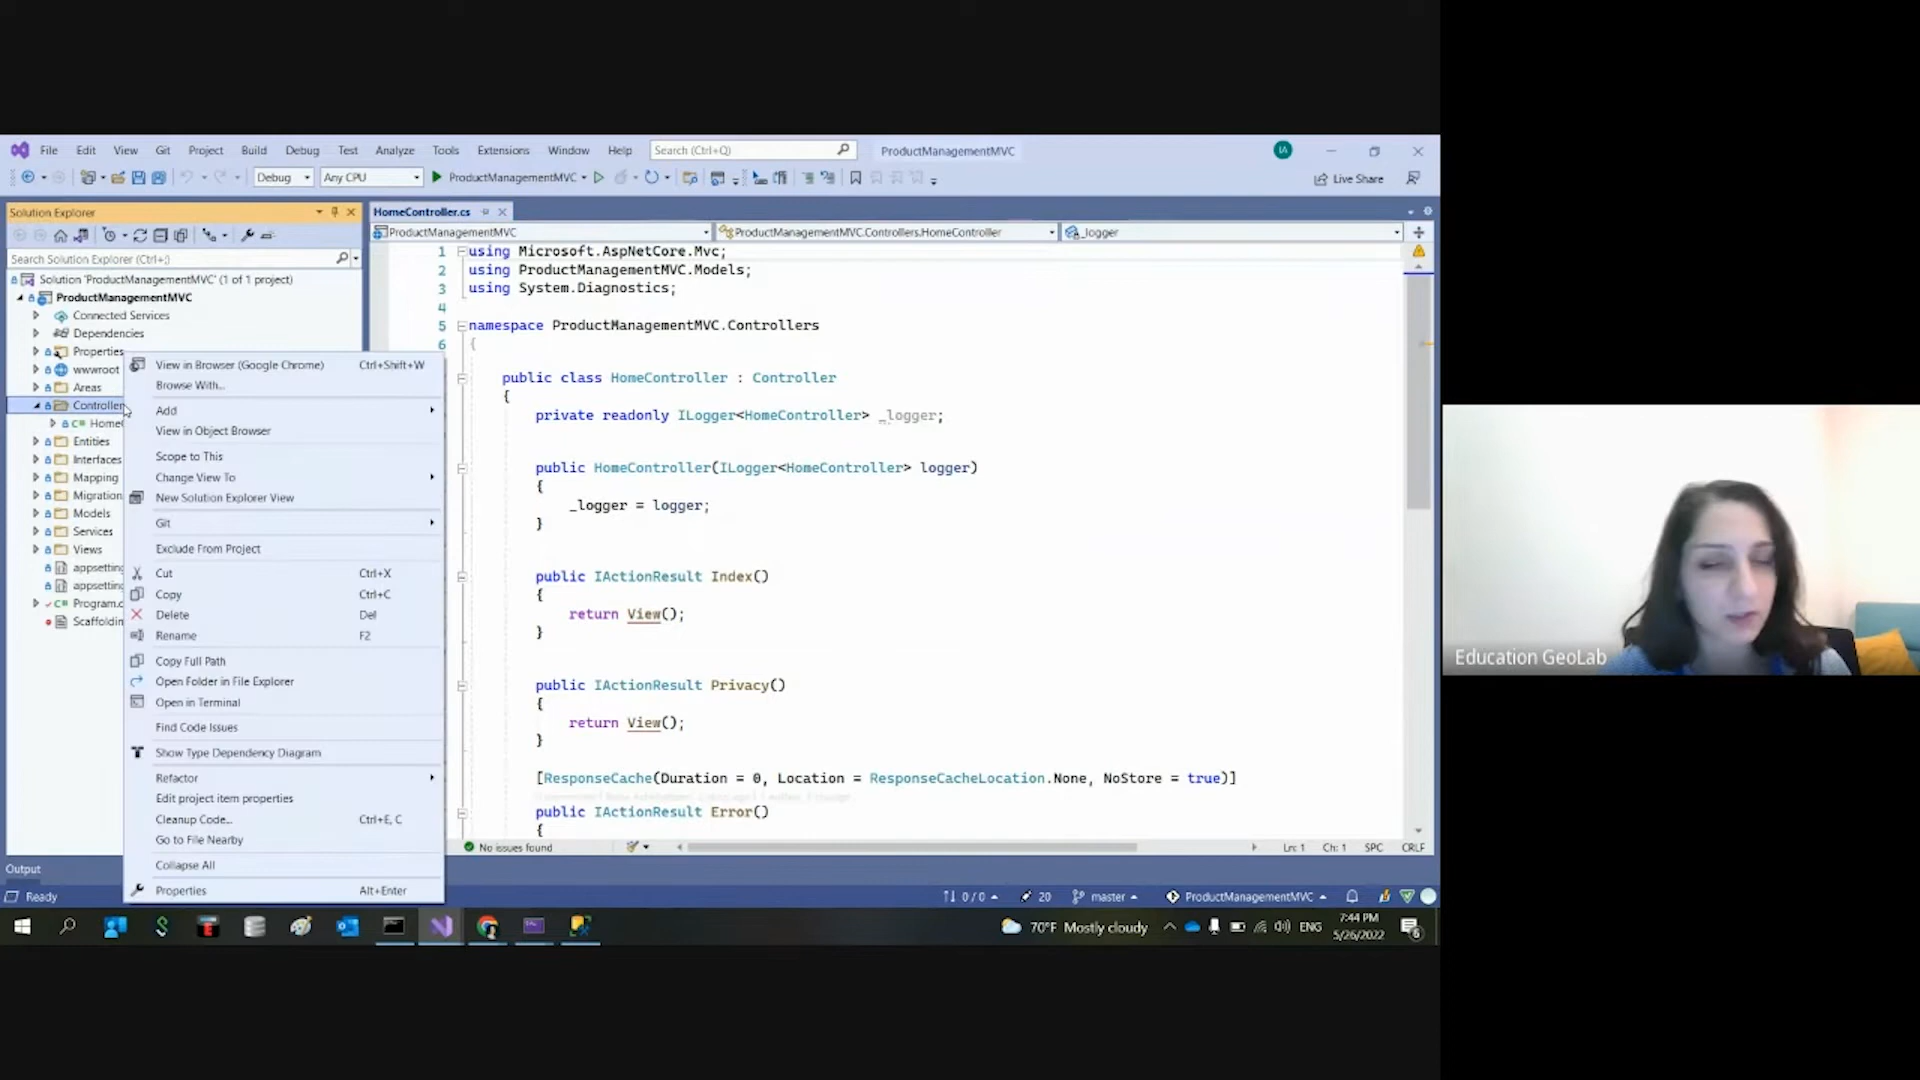 File Edit View Git Project Build Debug Test Analyze Tools Extensions Window Help Search (Ctrl+Q) ProductManagementMVC IA
Debug Any CPU ProductManagementMVC Live Share
Solution Explorer
Search Solution Explorer (Ctrl+;)
Solution 'ProductManagementMVC' (1 of 1 project)
ProductManagementMVC
Connected Services
Dependencies
Properties
wwwroot
Areas
Controller
Home
Entities
Interfaces
Mapping
Migration
Models
Services
Views
appsetting
appsetting
Program.c
Scaffoldin
View in Browser (Google Chrome) Ctrl+Shift+W
Browse With...
Add
View in Object Browser
Scope to This
Change View To
New Solution Explorer View
Git
Exclude From Project
Cut Ctrl+X
Copy Ctrl+C
Delete Del
Rename F2
Copy Full Path
Open Folder in File Explorer
Open in Terminal
Find Code Issues
Show Type Dependency Diagram
Refactor
Edit project item properties
Cleanup Code... Ctrl+E, C
Go to File Nearby
Collapse All
Properties Alt+Enter
HomeController.cs
ProductManagementMVC ProductManagementMVC.Controllers.HomeController _logger
1 using Microsoft.AspNetCore.Mvc;
2 using ProductManagementMVC.Models;
3 using System.Diagnostics;
4
5 namespace ProductManagementMVC.Controllers
6 {
public class HomeController : Controller
{
private readonly ILogger<HomeController> _logger;
public HomeController(ILogger<HomeController> logger)
{
_logger = logger;
}
public IActionResult Index()
{
return View();
}
public IActionResult Privacy()
{
return View();
}
[ResponseCache(Duration = 0, Location = ResponseCacheLocation.None, NoStore = true)]
public IActionResult Error()
{
No issues found Ln: 1 Ch: 1 SPC CRLF
Output
Ready 0 / 0 20 master ProductManagementMVC
70°F Mostly cloudy ENG 7:44 PM
5/26/2022 6
Education GeoLab